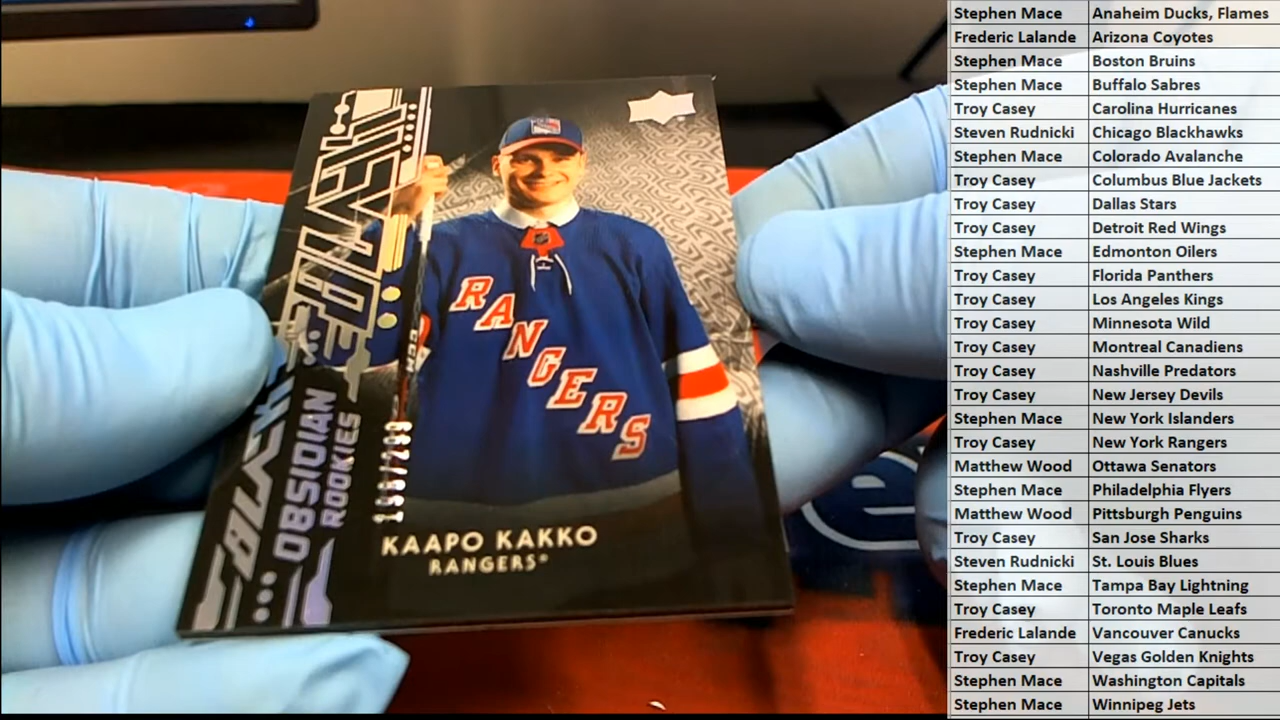 OBSIDIAN
ROOKIES
RANGERS
KAAPO KAKKO
RANGERS
Stephen Mace Anaheim Ducks, Flames
Frederic Lalande Arizona Coyotes
Stephen Mace Boston Bruins
Stephen Mace Buffalo Sabres
Troy Casey Carolina Hurricanes
Steven Rudnicki Chicago Blackhawks
Stephen Mace Colorado Avalanche
Troy Casey Columbus Blue Jackets
Troy Casey Dallas Stars
Troy Casey Detroit Red Wings
Stephen Mace Edmonton Oilers
Troy Casey Florida Panthers
Troy Casey Los Angeles Kings
Troy Casey Minnesota Wild
Troy Casey Montreal Canadiens
Troy Casey Nashville Predators
Troy Casey New Jersey Devils
Stephen Mace New York Islanders
Troy Casey New York Rangers
Matthew Wood Ottawa Senators
Stephen Mace Philadelphia Flyers
Matthew Wood Pittsburgh Penguins
Troy Casey San Jose Sharks
Steven Rudnicki St. Louis Blues
Stephen Mace Tampa Bay Lightning
Troy Casey Toronto Maple Leafs
Frederic Lalande Vancouver Canucks
Troy Casey Vegas Golden Knights
Stephen Mace Washington Capitals
Stephen Mace Winnipeg Jets